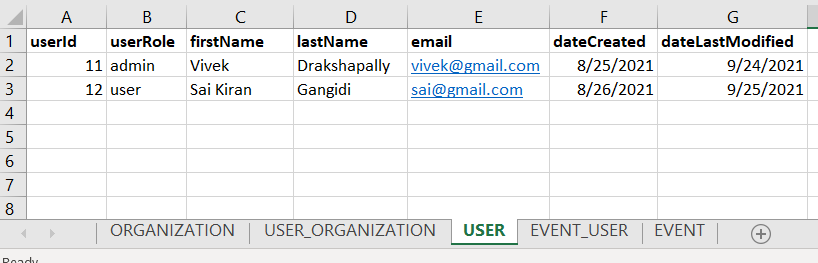 A B C D E F G
1 userId userRole firstName lastName email dateCreated dateLastModified
2 11 admin Vivek Drakshapally vivek@gmail.com 8/25/2021 9/24/2021
3 12 user Sai Kiran Gangidi sai@gmail.com 8/26/2021 9/25/2021
4
5
6
7
8
ORGANIZATION USER_ORGANIZATION USER EVENT_USER EVENT
Ready